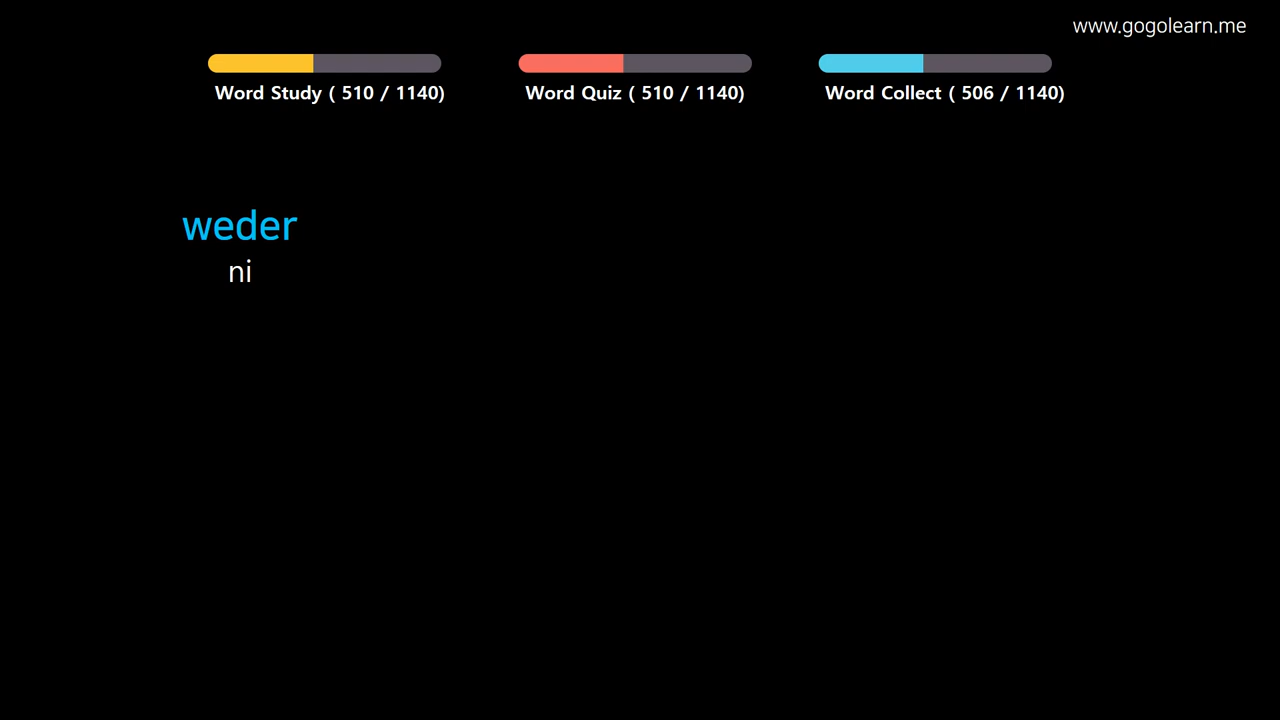 www.gogolearn.me
Word Study ( 510 / 1140)
Word Quiz ( 510 / 1140)
Word Collect ( 506 / 1140)
weder
ni